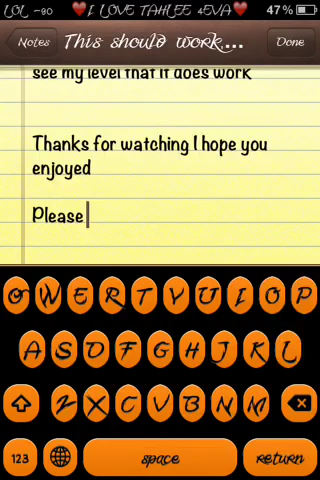 LOL -90 ❤I LOVE TAHLEE 4EVA❤ 47%
Notes This should work.... Done
see my level that it does work
Thanks for watching I hope you
enjoyed
Please
Q W E R T Y U I O P
A S D F G H J K L
Z X C V B N M
123 space return